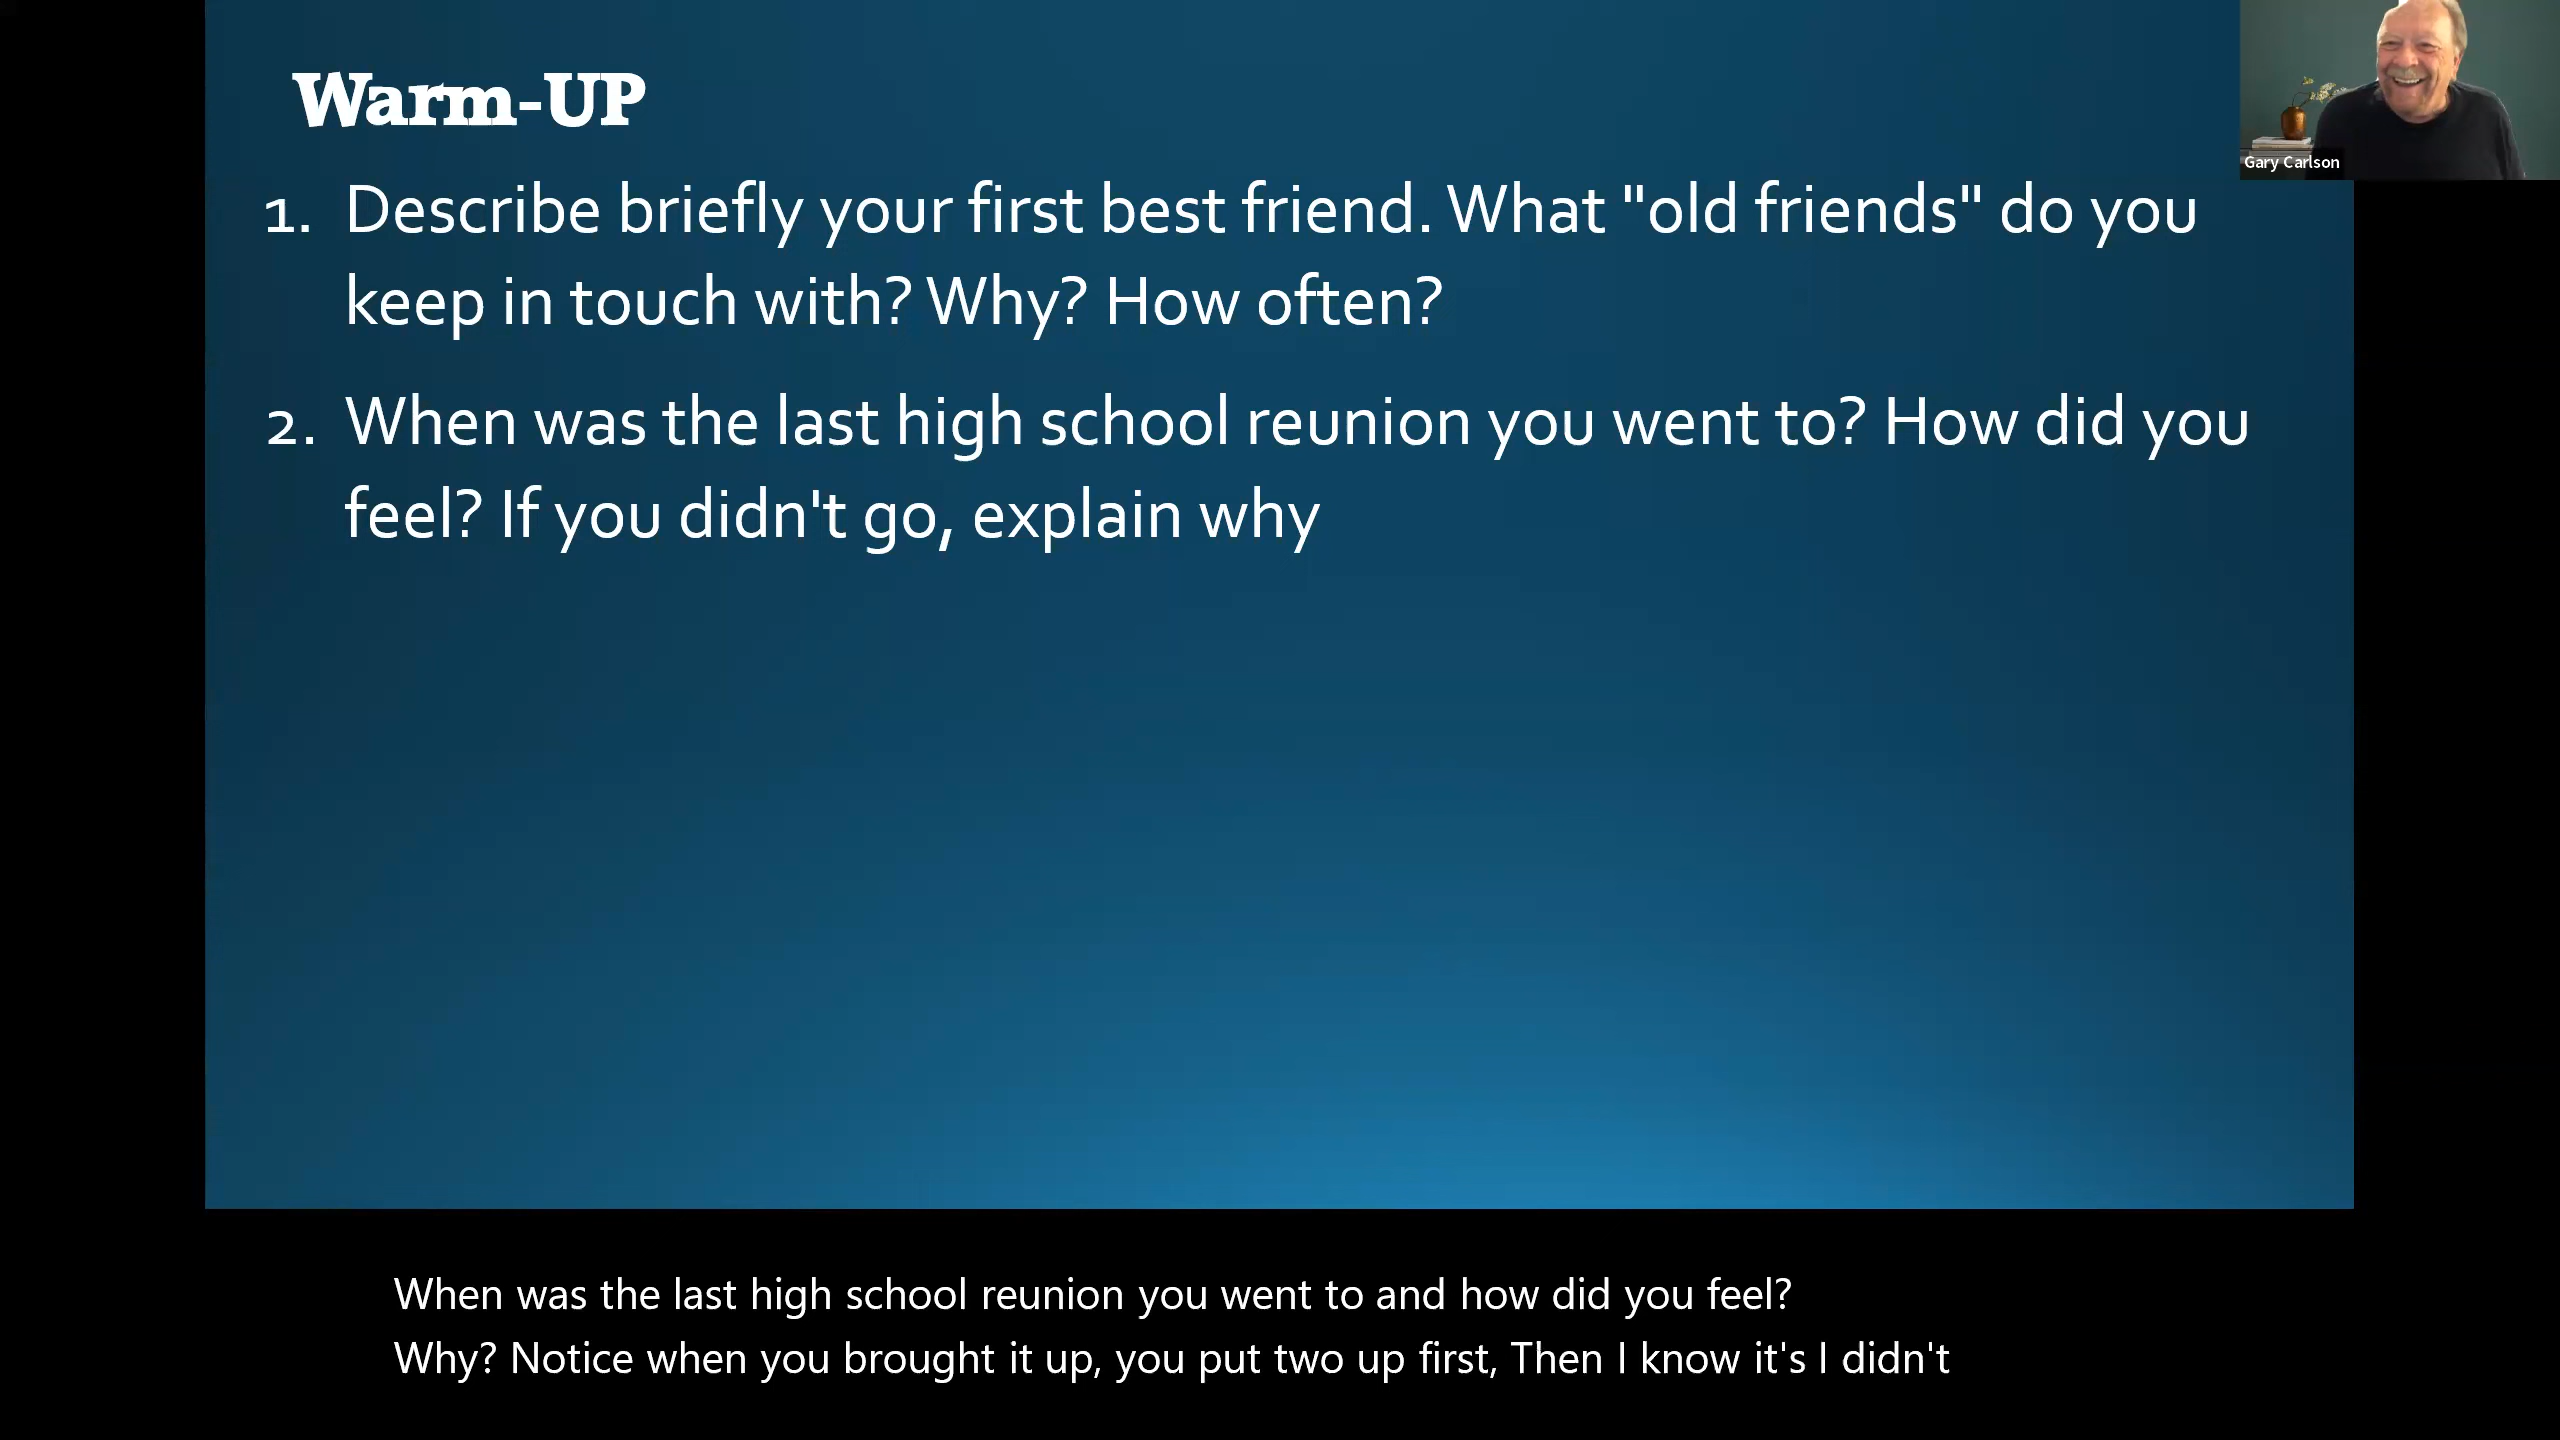 Warm-UP
1. Describe briefly your first best friend. What "old friends" do you
keep in touch with? Why? How often?
2. When was the last high school reunion you went to? How did you
feel? If you didn't go, explain why
Gary Carlson
When was the last high school reunion you went to and how did you feel?
Why? Notice when you brought it up, you put two up first, Then I know it's I didn't